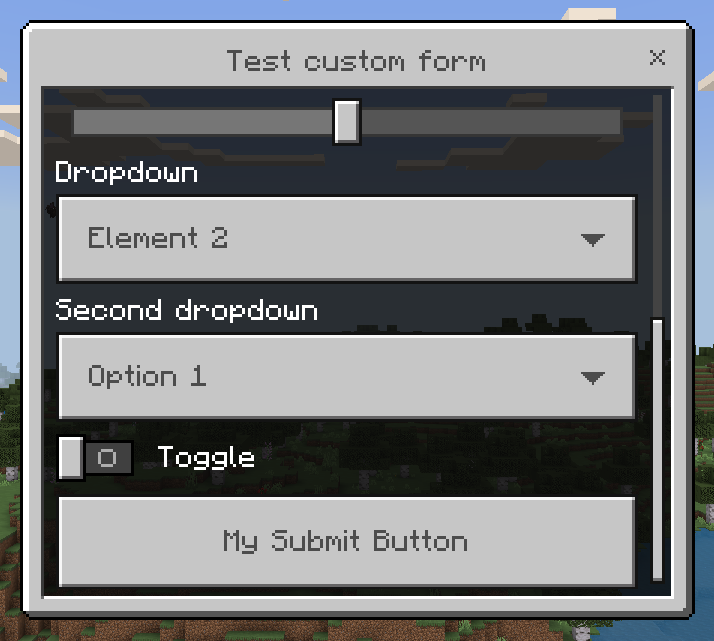 Test custom form
Dropdown
Element 2
Second dropdown
Option 1
Toggle
My Submit Button